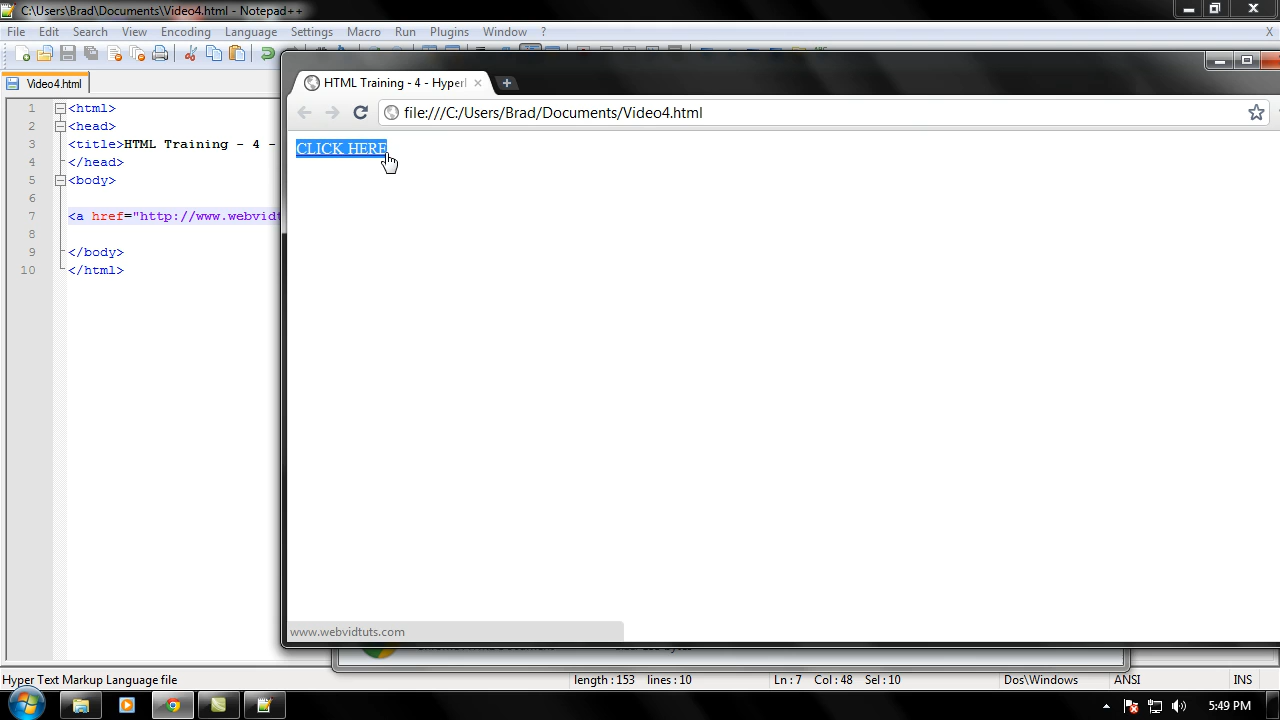 C:\Users\Brad\Documents\Video4.html - Notepad++
File Edit Search View Encoding Language Settings Macro Run Plugins Window ? X
Video4.html
1 <html>
2 <head>
3 <title>HTML Training - 4 -
4 </head>
5 <body>
6
7 <a href="http://www.webvidt
8
9 </body>
10 </html>
HTML Training - 4 - Hyperl
file:///C:/Users/Brad/Documents/Video4.html
CLICK HERE
www.webvidtuts.com
Hyper Text Markup Language file length : 153 lines : 10 Ln : 7 Col : 48 Sel : 10 Dos\Windows ANSI INS
5:49 PM